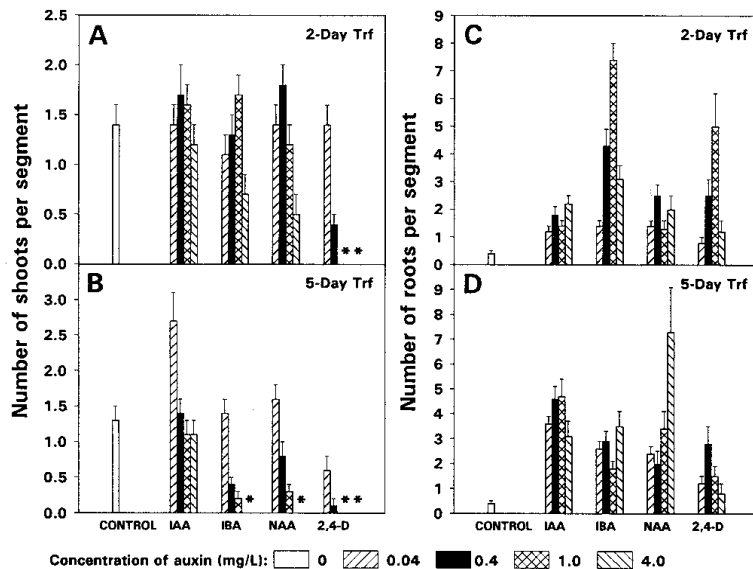 A
2-Day Trf
2.5
2.0
1.5
1.0
0.5
0.0
**
Number of shoots per segment
B
5-Day Trf
3.0
2.5
2.0
1.5
1.0
0.5
0.0
*
*
**
CONTROL IAA IBA NAA 2,4-D
C
2-Day Trf
9
8
7
6
5
4
3
2
1
0
Number of roots per segment
D
5-Day Trf
9
8
7
6
5
4
3
2
1
0
CONTROL IAA IBA NAA 2,4-D
Concentration of auxin (mg/L): 0 0.04 0.4 1.0 4.0